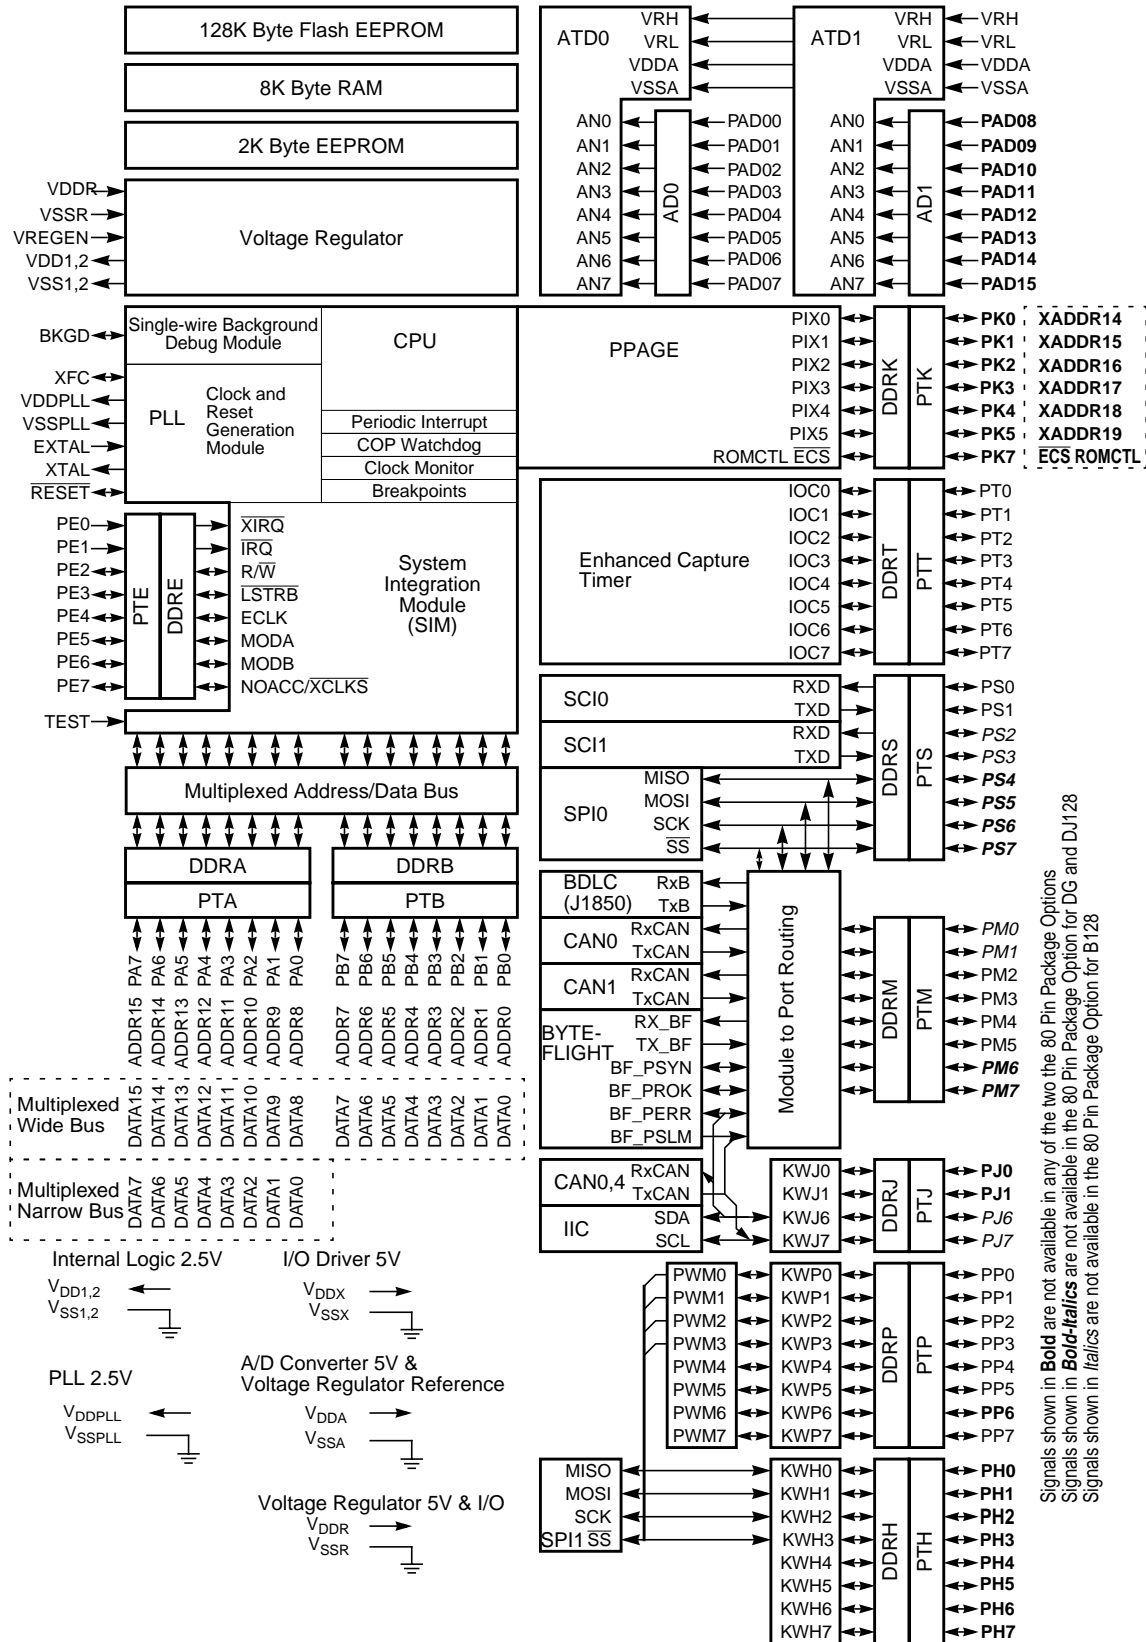 128K Byte Flash EEPROM
8K Byte RAM
2K Byte EEPROM
VDDR
VSSR
VREGEN
VDD1,2
VSS1,2
Voltage Regulator
ATD0
VRH
VRL
VDDA
VSSA
AN0
AN1
AN2
AN3
AN4
AN5
AN6
AN7
AD0
PAD00
PAD01
PAD02
PAD03
PAD04
PAD05
PAD06
PAD07
ATD1
VRH
VRL
VDDA
VSSA
VRH
VRL
VDDA
VSSA
AN0
AN1
AN2
AN3
AN4
AN5
AN6
AN7
AD1
PAD08
PAD09
PAD10
PAD11
PAD12
PAD13
PAD14
PAD15
BKGD
XFC
VDDPLL
VSSPLL
EXTAL
XTAL
RESET
Single-wire Background
Debug Module
CPU
PLL
Clock and
Reset
Generation
Module
Periodic Interrupt
COP Watchdog
Clock Monitor
Breakpoints
PPAGE
PIX0
PIX1
PIX2
PIX3
PIX4
PIX5
ROMCTL ECS
DDRK
PTK
PK0
PK1
PK2
PK3
PK4
PK5
PK7
XADDR14
XADDR15
XADDR16
XADDR17
XADDR18
XADDR19
ECS ROMCTL
PE0
PE1
PE2
PE3
PE4
PE5
PE6
PE7
TEST
PTE
DDRE
XIRQ
IRQ
R/W
LSTRB
ECLK
MODA
MODB
NOACC/XCLKS
System
Integration
Module
(SIM)
Enhanced Capture
Timer
IOC0
IOC1
IOC2
IOC3
IOC4
IOC5
IOC6
IOC7
DDRT
PTT
PT0
PT1
PT2
PT3
PT4
PT5
PT6
PT7
SCI0
RXD
TXD
SCI1
RXD
TXD
SPI0
MISO
MOSI
SCK
SS
DDRS
PTS
PS0
PS1
PS2
PS3
PS4
PS5
PS6
PS7
Multiplexed Address/Data Bus
DDRA
DDRB
PTA
PTB
PA7
PA6
PA5
PA4
PA3
PA2
PA1
PA0
PB7
PB6
PB5
PB4
PB3
PB2
PB1
PB0
ADDR15
ADDR14
ADDR13
ADDR12
ADDR11
ADDR10
ADDR9
ADDR8
ADDR7
ADDR6
ADDR5
ADDR4
ADDR3
ADDR2
ADDR1
ADDR0
Multiplexed
Wide Bus
DATA15
DATA14
DATA13
DATA12
DATA11
DATA10
DATA9
DATA8
DATA7
DATA6
DATA5
DATA4
DATA3
DATA2
DATA1
DATA0
Multiplexed
Narrow Bus
DATA7
DATA6
DATA5
DATA4
DATA3
DATA2
DATA1
DATA0
BDLC
(J1850)
RxB
TxB
CAN0
RxCAN
TxCAN
CAN1
RxCAN
TxCAN
BYTE-
FLIGHT
RX_BF
TX_BF
BF_PSYN
BF_PROK
BF_PERR
BF_PSLM
Module to Port Routing
DDRM
PTM
PM0
PM1
PM2
PM3
PM4
PM5
PM6
PM7
CAN0,4
RxCAN
TxCAN
IIC
SDA
SCL
KWJ0
KWJ1
KWJ6
KWJ7
DDRJ
PTJ
PJ0
PJ1
PJ6
PJ7
PWM0
PWM1
PWM2
PWM3
PWM4
PWM5
PWM6
PWM7
KWP0
KWP1
KWP2
KWP3
KWP4
KWP5
KWP6
KWP7
DDRP
PTP
PP0
PP1
PP2
PP3
PP4
PP5
PP6
PP7
MISO
MOSI
SCK
SPI1 SS
KWH0
KWH1
KWH2
KWH3
KWH4
KWH5
KWH6
KWH7
DDRH
PTH
PH0
PH1
PH2
PH3
PH4
PH5
PH6
PH7
Internal Logic 2.5V
VDD1,2
VSS1,2
I/O Driver 5V
VDDX
VSSX
PLL 2.5V
VDDPLL
VSSPLL
A/D Converter 5V &
Voltage Regulator Reference
VDDA
VSSA
Voltage Regulator 5V & I/O
VDDR
VSSR
Signals shown in Bold are not available in any of the two the 80 Pin Package Options
Signals shown in Bold-Italics are not available in the 80 Pin Package Option for DG and DJ128
Signals shown in Italics are not available in the 80 Pin Package Option for B128